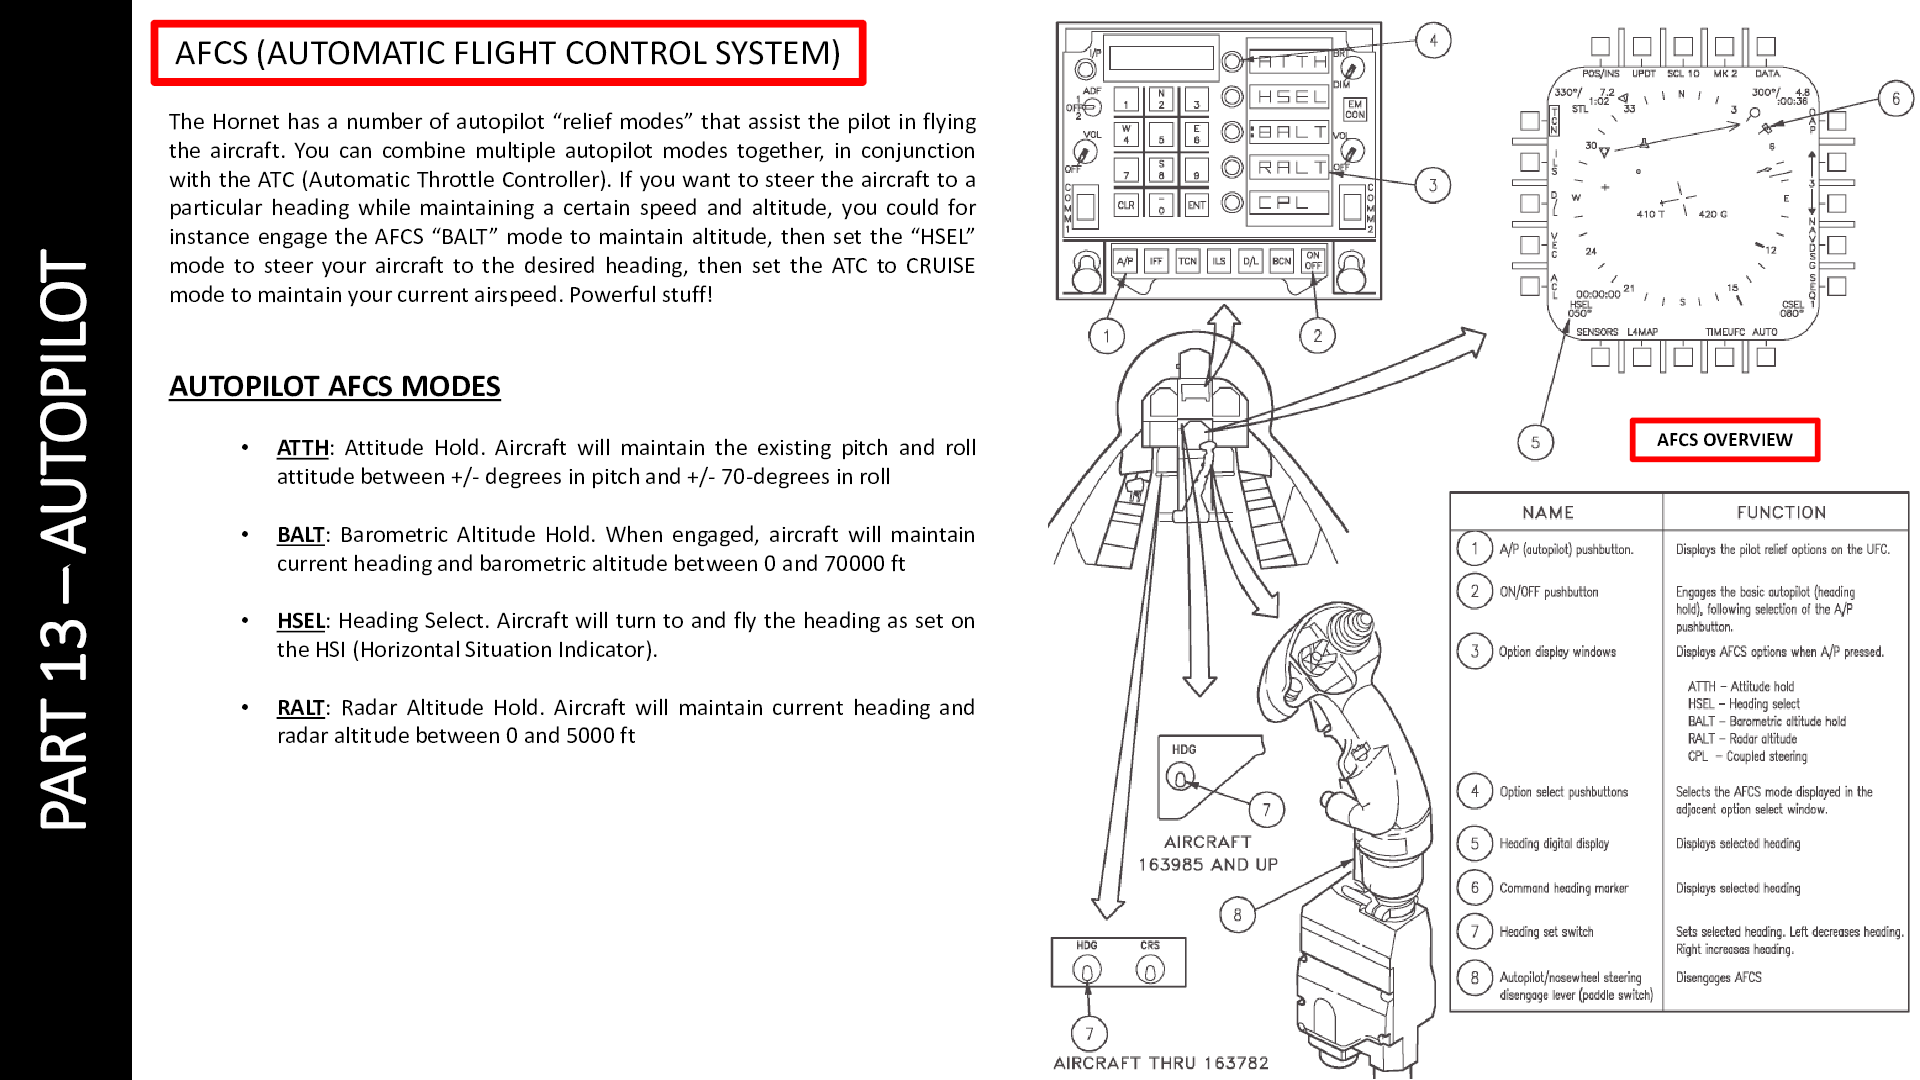 PART 13 – AUTOPILOT
AFCS (AUTOMATIC FLIGHT CONTROL SYSTEM)
The Hornet has a number of autopilot “relief modes” that assist the pilot in flying
the aircraft. You can combine multiple autopilot modes together, in conjunction
with the ATC (Automatic Throttle Controller). If you want to steer the aircraft to a
particular heading while maintaining a certain speed and altitude, you could for
instance engage the AFCS “BALT” mode to maintain altitude, then set the “HSEL”
mode to steer your aircraft to the desired heading, then set the ATC to CRUISE
mode to maintain your current airspeed. Powerful stuff!
AUTOPILOT AFCS MODES
• ATTH: Attitude Hold. Aircraft will maintain the existing pitch and roll
attitude between +/- degrees in pitch and +/- 70-degrees in roll
• BALT: Barometric Altitude Hold. When engaged, aircraft will maintain
current heading and barometric altitude between 0 and 70000 ft
• HSEL: Heading Select. Aircraft will turn to and fly the heading as set on
the HSI (Horizontal Situation Indicator).
• RALT: Radar Altitude Hold. Aircraft will maintain current heading and
radar altitude between 0 and 5000 ft
I/P
ADF
1
OFF
2
VOL
OFF
COMM 1
1 N 2 3
W 4 5 E 6
7 S 8 9
CLR – 0 ENT
ATTH
HSEL
:BALT
RALT
CPL
BRT
DIM
EM CON
VOL
OFF
COMM 2
A/P IFF TCN ILS D/L BCN ON OFF
4
3
1
2
POS/INS UPDT SCL 10 MK 2 DATA
330°/ 7.2
1:02
STL
300°/ 4.8
:00:36
N 3 6 E 12 15 S 21 24 W 30 33
TCN
ILS
D/L
VEC
ACL
410 T 420 G
NAVDSG
SEQ1
00:00:00
HSEL
050°
CSEL
080°
SENSORS L4MAP TIMEUFC AUTO
6
5
AFCS OVERVIEW
HDG
7
AIRCRAFT
163985 AND UP
8
HDG CRS
7
AIRCRAFT THRU 163782
NAME FUNCTION
1 A/P (autopilot) pushbutton. Displays the pilot relief options on the UFC.
2 ON/OFF pushbutton Engages the basic autopilot (heading
hold), following selection of the A/P
pushbutton.
3 Option display windows Displays AFCS options when A/P pressed.
ATTH – Attitude hold
HSEL – Heading select
BALT – Barometric altitude hold
RALT – Radar altitude
CPL – Coupled steering
4 Option select pushbuttons Selects the AFCS mode displayed in the
adjacent option select window.
5 Heading digital display Displays selected heading
6 Command heading marker Displays selected heading
7 Heading set switch Sets selected heading. Left decreases heading.
Right increases heading.
8 Autopilot/nosewheel steering Disengages AFCS
disengage lever (paddle switch)